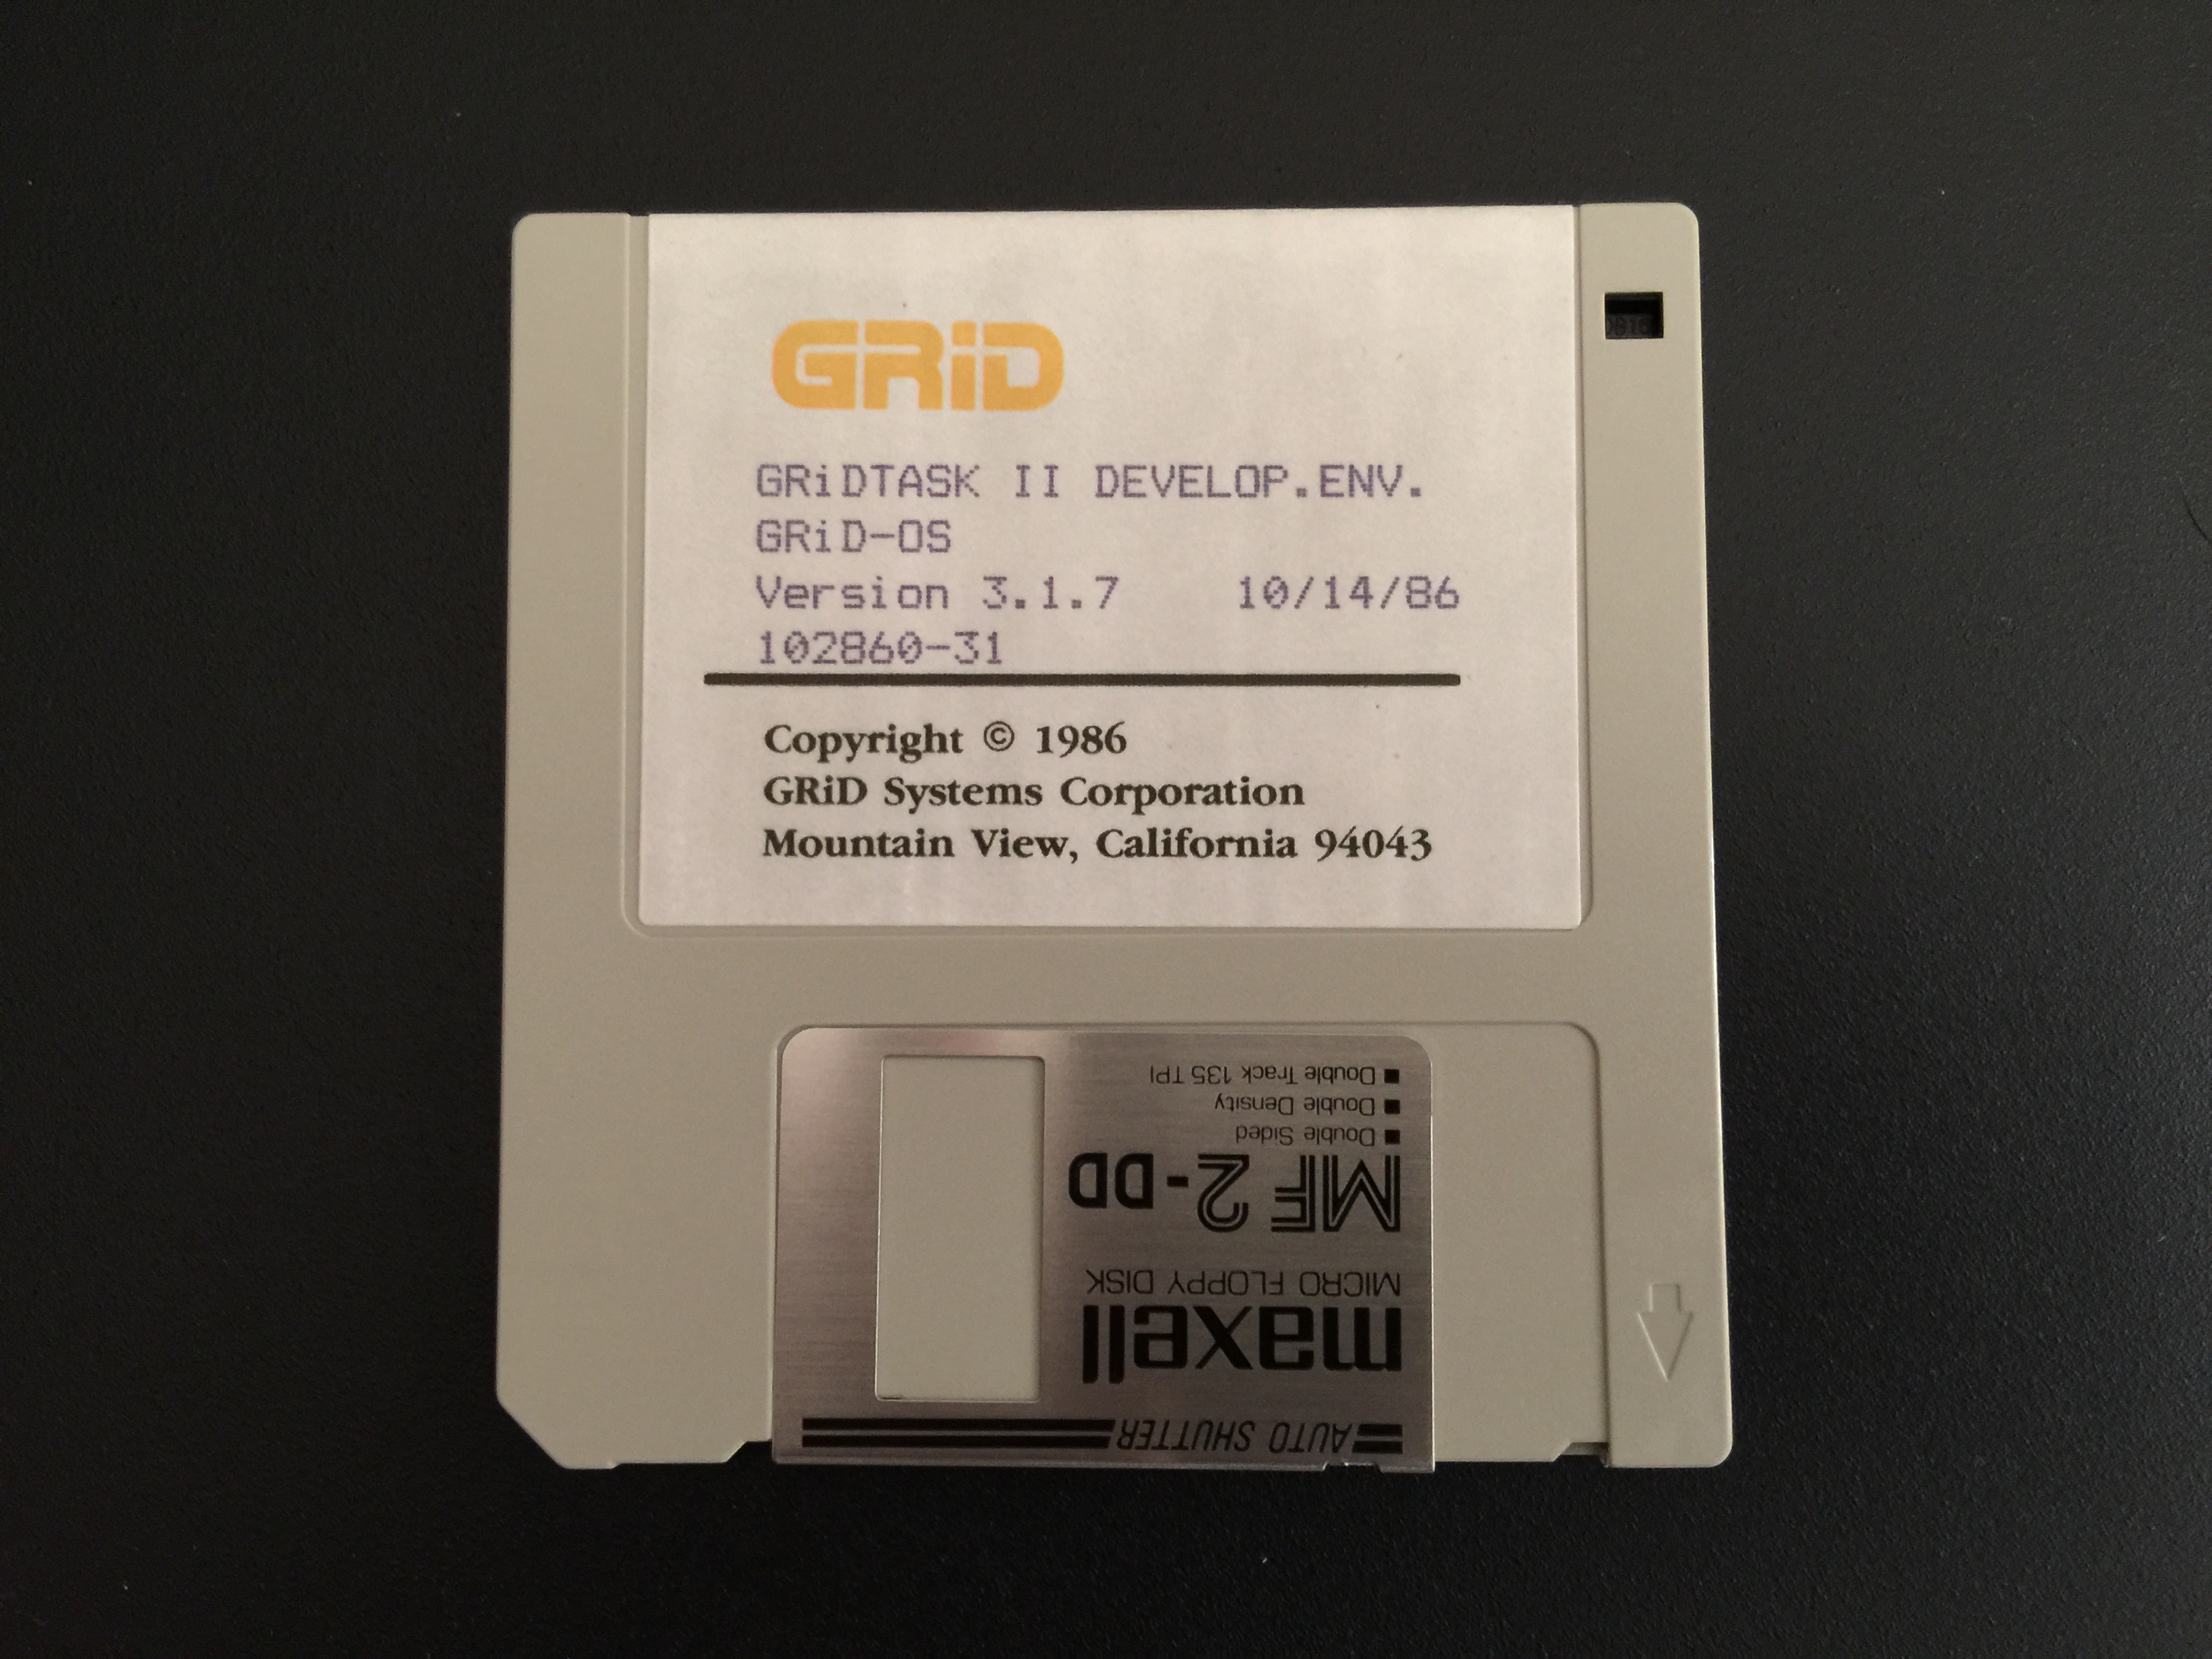 GRiD
GRiDTASK II DEVELOP.ENV.
GRiD-OS
Version 3.1.7 10/14/86
102860-31
Copyright © 1986
GRiD Systems Corporation
Mountain View, California 94043
AUTO SHUTTER
maxell
MICRO FLOPPY DISK
MF 2-DD
■ Double Sided
■ Double Density
■ Double Track 135 TPI